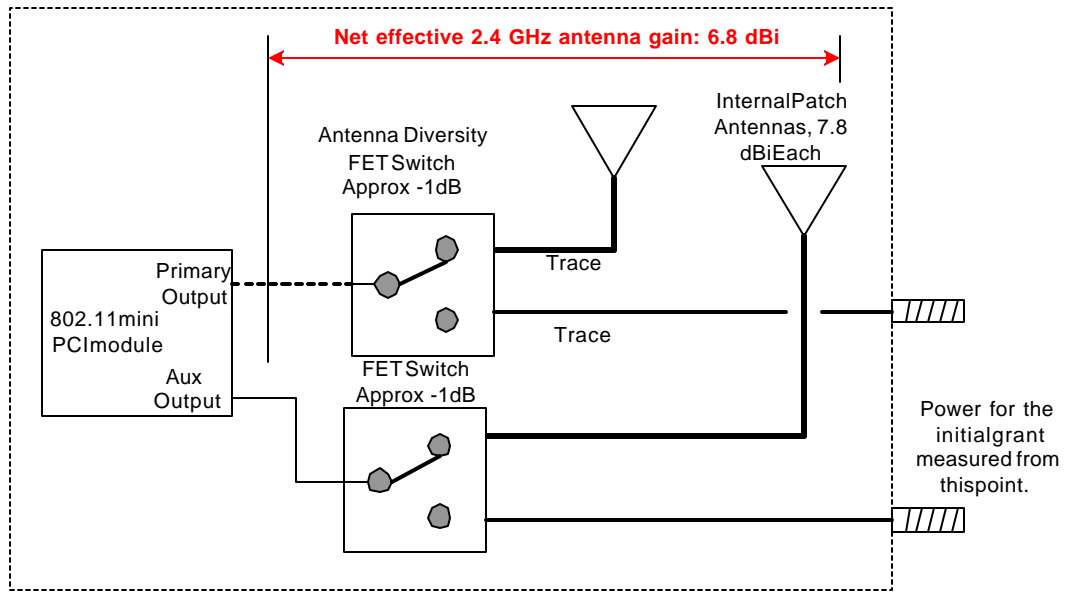 Net effective 2.4 GHz antenna gain: 6.8 dBi
InternalPatch
Antennas, 7.8
dBiEach
Antenna Diversity
FETSwitch
Approx -1dB
Primary
Output
802.11mini
PCImodule
Aux
Output
Trace
Trace
FETSwitch
Approx -1dB
Power for the
initialgrant
measured from
thispoint.